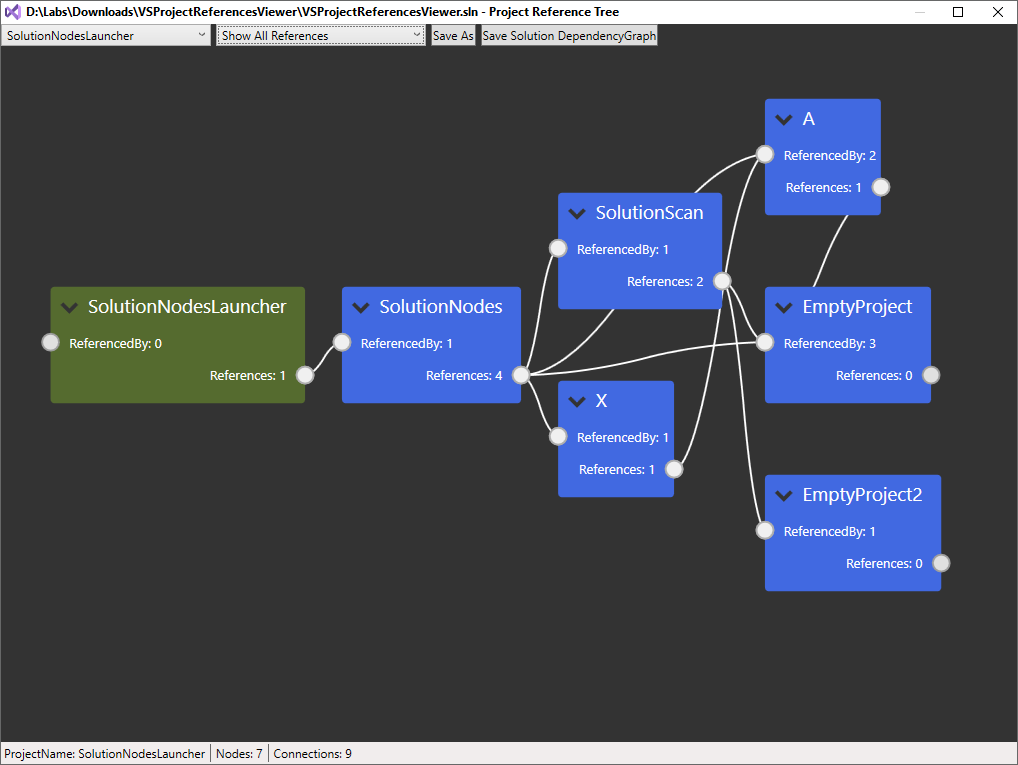 D:\Labs\Downloads\VSProjectReferencesViewer\VSProjectReferencesViewer.sln - Project Reference Tree
SolutionNodesLauncher
Show All References
Save As
Save Solution DependencyGraph
SolutionNodesLauncher
ReferencedBy: 0
References: 1
SolutionNodes
ReferencedBy: 1
References: 4
SolutionScan
ReferencedBy: 1
References: 2
X
ReferencedBy: 1
References: 1
A
ReferencedBy: 2
References: 1
EmptyProject
ReferencedBy: 3
References: 0
EmptyProject2
ReferencedBy: 1
References: 0
ProjectName: SolutionNodesLauncher
Nodes: 7
Connections: 9